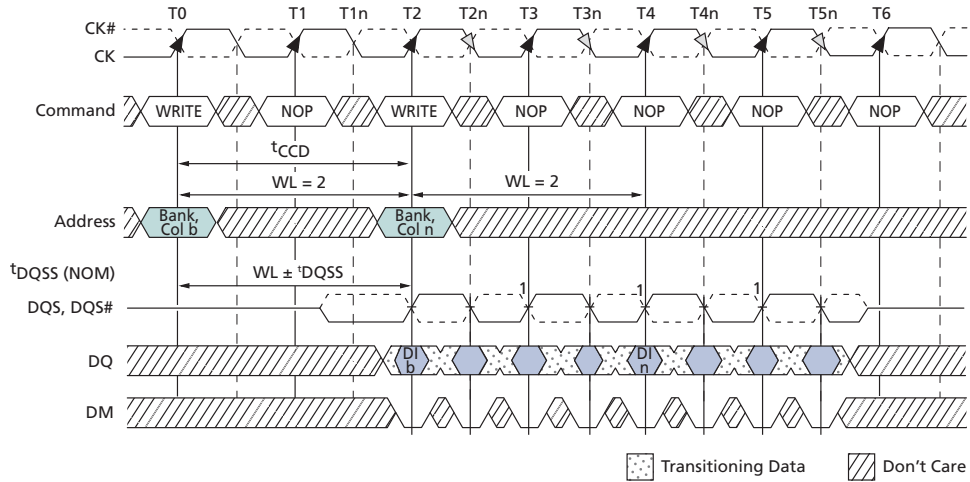 T0 T1 T1n T2 T2n T3 T3n T4 T4n T5 T5n T6
CK#
CK
Command WRITE NOP WRITE NOP NOP NOP NOP
tCCD
WL = 2 WL = 2
Address Bank, Col b Bank, Col n
tDQSS (NOM)
WL ± tDQSS
DQS, DQS# 1 1 1
DQ DI b DI n
DM
Transitioning Data Don't Care